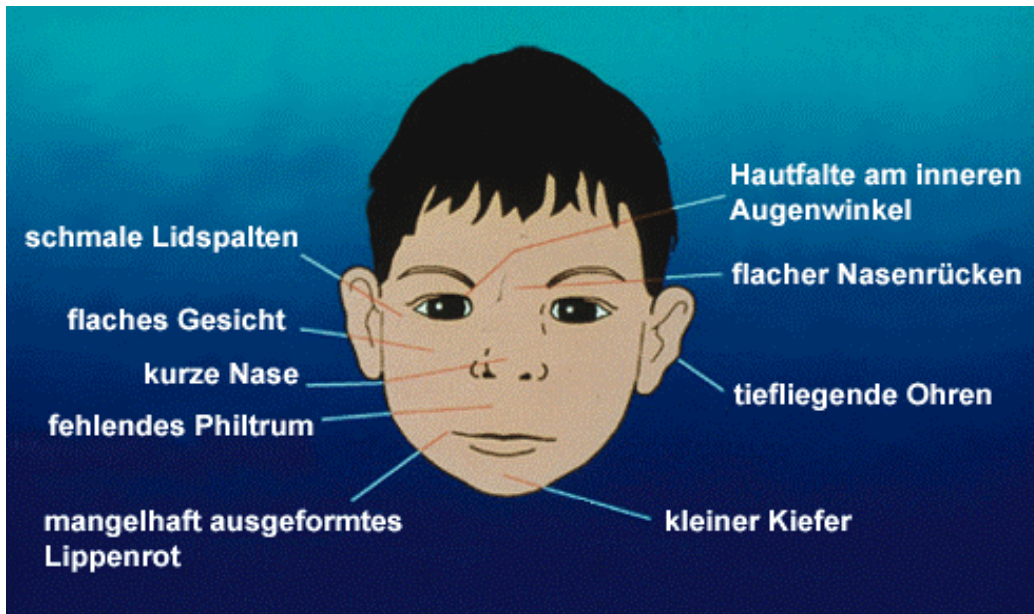 Hautfalte am inneren
Augenwinkel
schmale Lidspalten
flacher Nasenrücken
flaches Gesicht
kurze Nase
tiefliegende Ohren
fehlendes Philtrum
mangelhaft ausgeformtes
Lippenrot
kleiner Kiefer